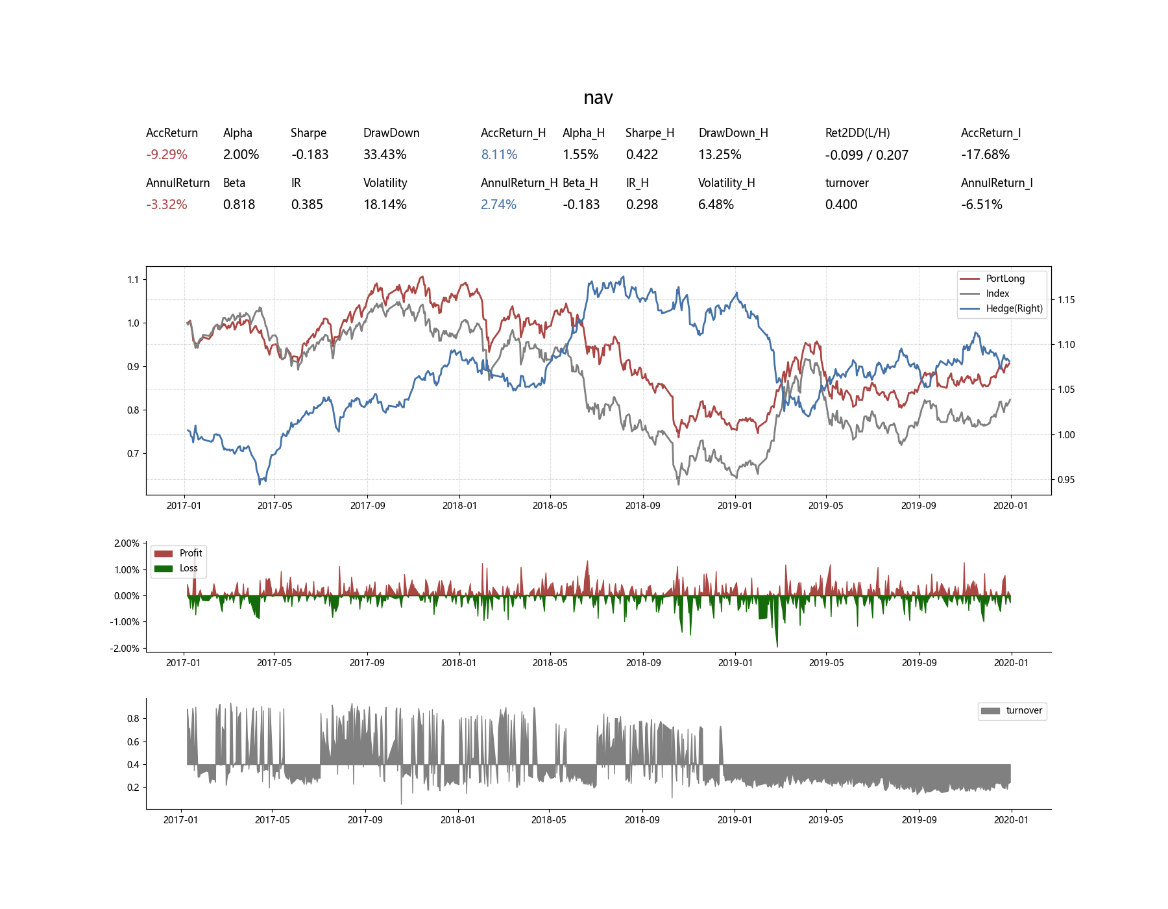 nav
AccReturn Alpha Sharpe DrawDown AccReturn_H Alpha_H Sharpe_H DrawDown_H Ret2DD(L/H) AccReturn_I
-9.29% 2.00% -0.183 33.43% 8.11% 1.55% 0.422 13.25% -0.099 / 0.207 -17.68%
AnnulReturn Beta IR Volatility AnnulReturn_H Beta_H IR_H Volatility_H turnover AnnulReturn_I
-3.32% 0.818 0.385 18.14% 2.74% -0.183 0.298 6.48% 0.400 -6.51%
1.1 PortLong
Index 1.15
1.0 Hedge(Right)
1.10
0.9
1.05
0.8
1.00
0.7
0.95
2017-01 2017-05 2017-09 2018-01 2018-05 2018-09 2019-01 2019-05 2019-09 2020-01
2.00%
Profit
1.00% Loss
0.00%
-1.00%
-2.00%
2017-01 2017-05 2017-09 2018-01 2018-05 2018-09 2019-01 2019-05 2019-09 2020-01
turnover
0.8
0.6
0.4
0.2
2017-01 2017-05 2017-09 2018-01 2018-05 2018-09 2019-01 2019-05 2019-09 2020-01